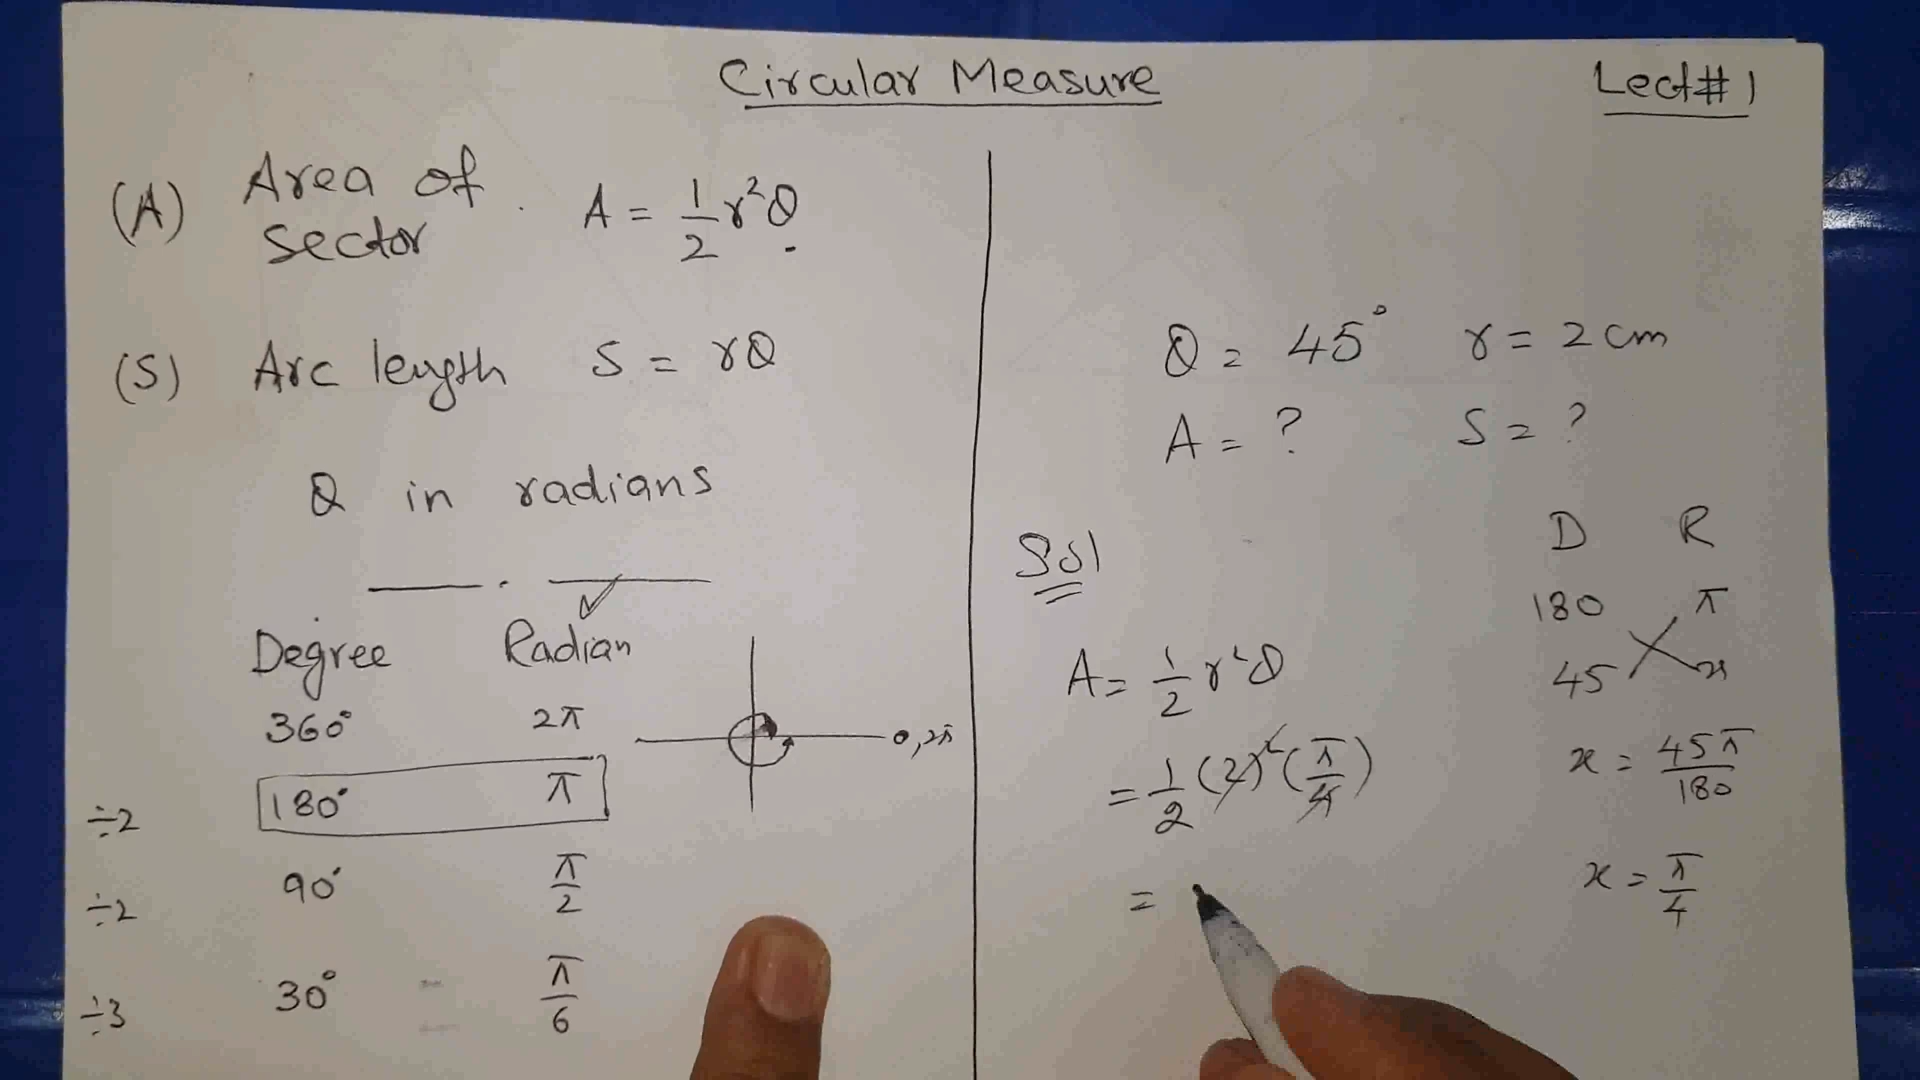 Circular Measure
Lect#1
(A) Area of sector A = 1/2 r²θ
(S) Arc length S = rθ
θ in radians
Degree Radian
360° 2π
0, 2π
÷2 180° π
÷2 90° π/2
÷3 30° = π/6
θ = 45° r = 2 cm
A = ? S = ?
Sol
D R
180 π
45 x
A = 1/2 r²θ
= 1/2 (2)² (π/4)
=
x = 45π/180
x = π/4